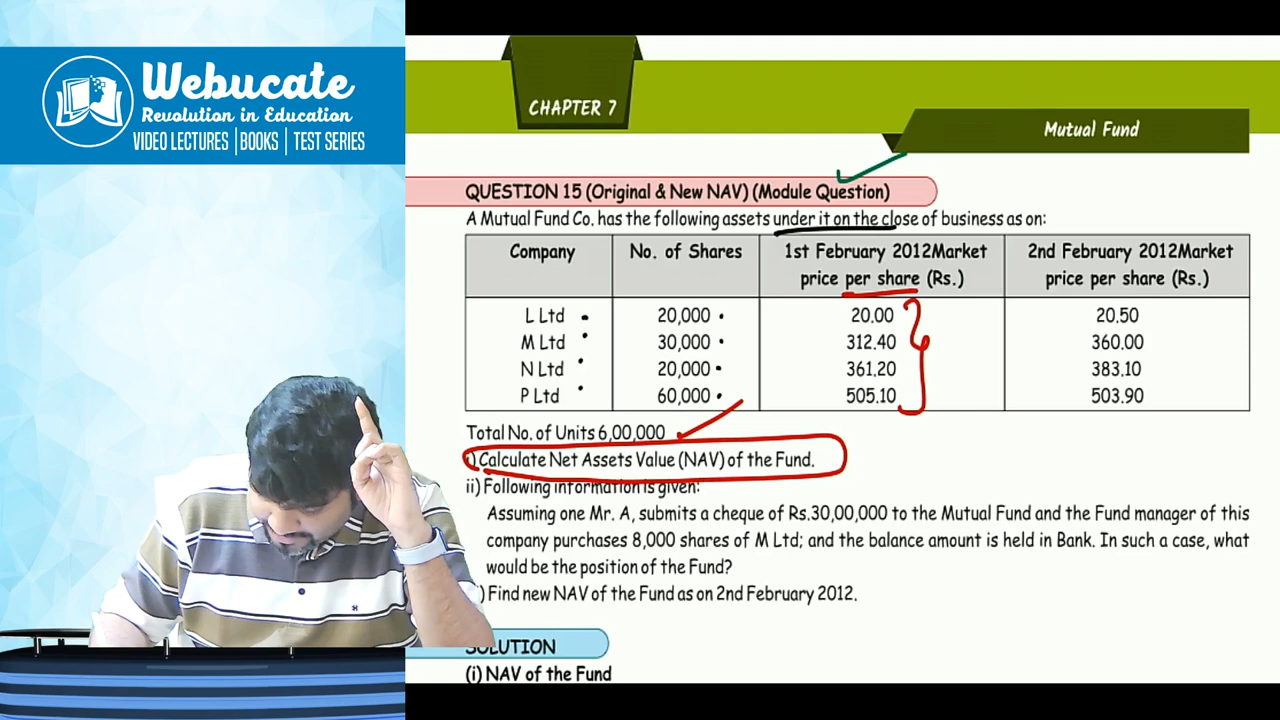 Webucate
Revolution in Education
VIDEO LECTURES | BOOKS | TEST SERIES
CHAPTER 7
Mutual Fund
QUESTION 15 (Original & New NAV) (Module Question)
A Mutual Fund Co. has the following assets under it on the close of business as on:
Company No. of Shares 1st February 2012Market price per share (Rs.) 2nd February 2012Market price per share (Rs.)
L Ltd 20,000 20.00 20.50
M Ltd 30,000 312.40 360.00
N Ltd 20,000 361.20 383.10
P Ltd 60,000 505.10 503.90
Total No. of Units 6,00,000
i) Calculate Net Assets Value (NAV) of the Fund.
ii) Following information is given:
Assuming one Mr. A, submits a cheque of Rs.30,00,000 to the Mutual Fund and the Fund manager of this
company purchases 8,000 shares of M Ltd; and the balance amount is held in Bank. In such a case, what
would be the position of the Fund?
) Find new NAV of the Fund as on 2nd February 2012.
SOLUTION
(i) NAV of the Fund